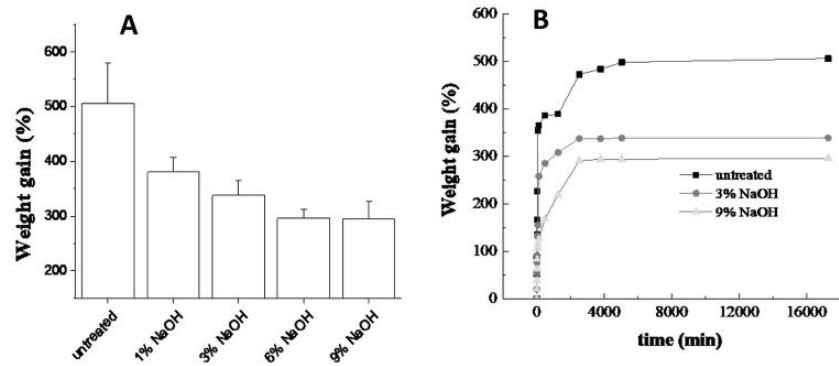 A
Weight gain (%)
600
500
400
300
200
untreated
1% NaOH
3% NaOH
6% NaOH
9% NaOH
B
Weight gain (%)
600
500
400
300
200
100
0
untreated
3% NaOH
9% NaOH
0
4000
8000
12000
16000
time (min)